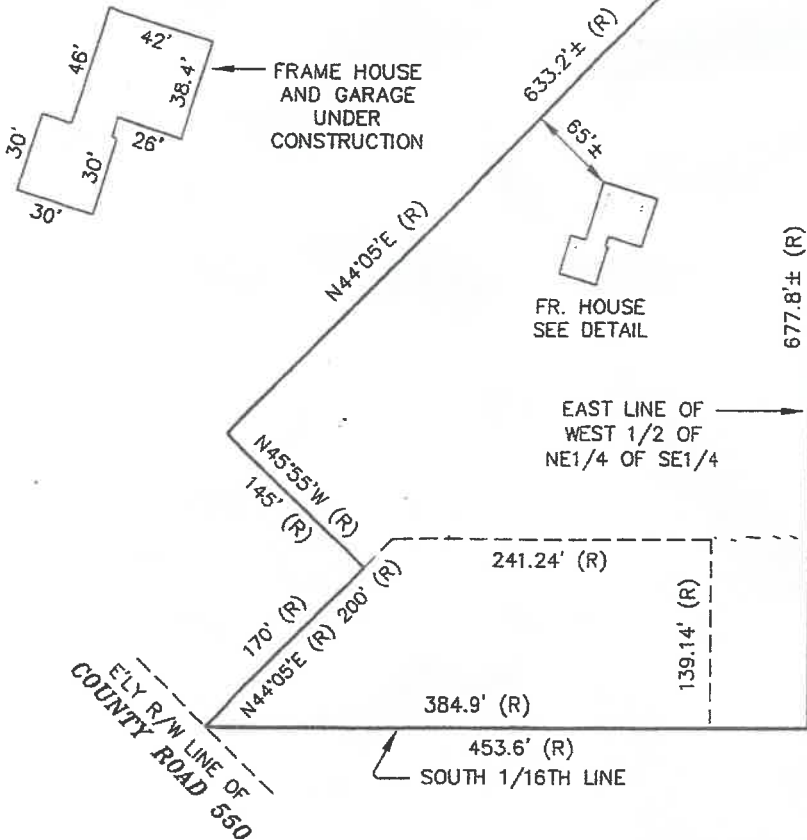 42'
46'
38.4'
30'
30'
26'
30'
FRAME HOUSE
AND GARAGE
UNDER
CONSTRUCTION
633.2'± (R)
65'±
N44°05'E (R)
FR. HOUSE
SEE DETAIL
677.8'± (R)
EAST LINE OF
WEST 1/2 OF
NE1/4 OF SE1/4
N45°55'W (R)
145' (R)
241.24' (R)
139.14' (R)
170' (R)
N44°05'E (R) 200' (R)
384.9' (R)
453.6' (R)
SOUTH 1/16TH LINE
E'LY R/W LINE OF
COUNTY ROAD 550